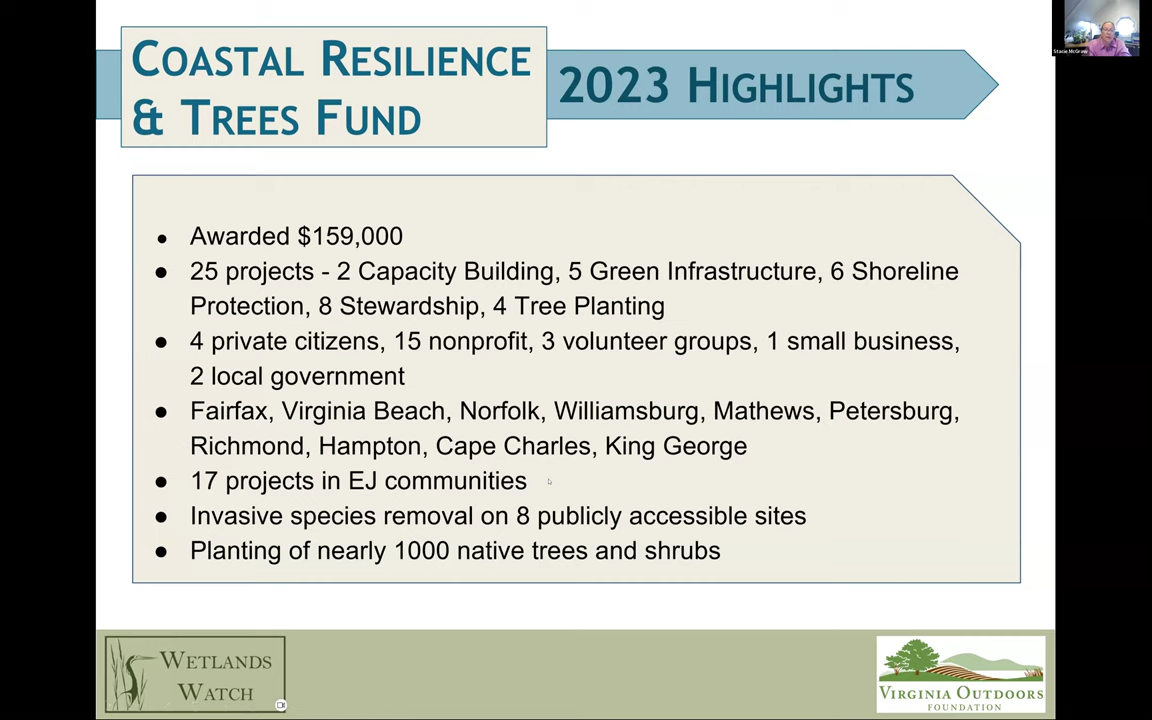 COASTAL RESILIENCE
& TREES FUND
2023 HIGHLIGHTS
Stacie McGraw
● Awarded $159,000
● 25 projects - 2 Capacity Building, 5 Green Infrastructure, 6 Shoreline
Protection, 8 Stewardship, 4 Tree Planting
● 4 private citizens, 15 nonprofit, 3 volunteer groups, 1 small business,
2 local government
● Fairfax, Virginia Beach, Norfolk, Williamsburg, Mathews, Petersburg,
Richmond, Hampton, Cape Charles, King George
● 17 projects in EJ communities
● Invasive species removal on 8 publicly accessible sites
● Planting of nearly 1000 native trees and shrubs
WETLANDS
WATCH
VIRGINIA OUTDOORS
FOUNDATION